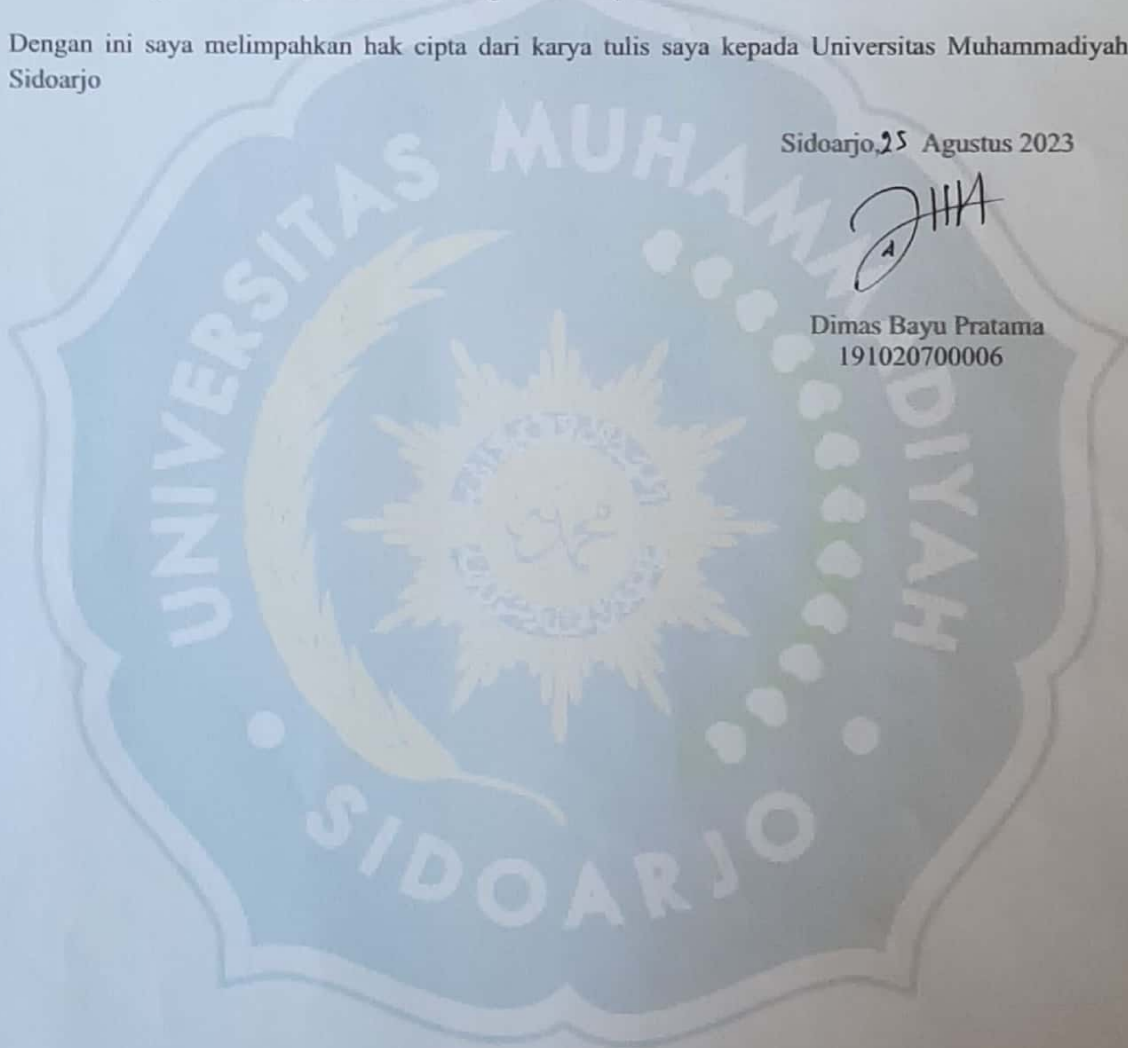 Dengan ini saya melimpahkan hak cipta dari karya tulis saya kepada Universitas Muhammadiyah
Sidoarjo
Sidoarjo, 25 Agustus 2023
Dimas Bayu Pratama
191020700006
UNIVERSITAS MUHAMMADIYAH
SIDOARJO